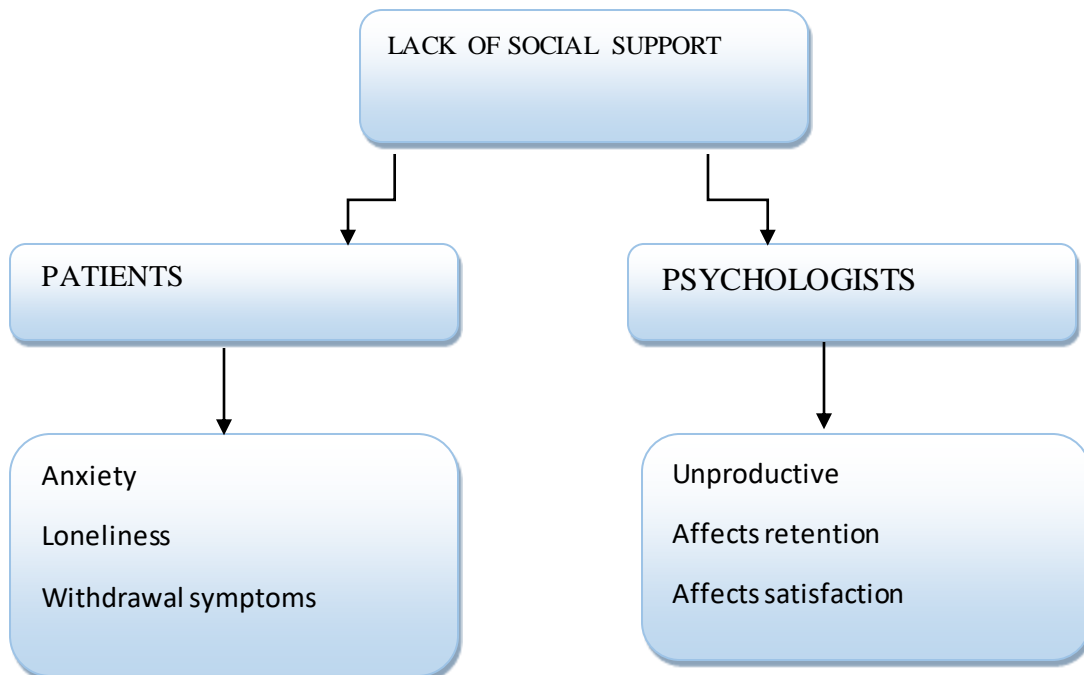 LACK OF SOCIAL SUPPORT
PATIENTS
PSYCHOLOGISTS
Anxiety
Loneliness
Withdrawal symptoms
Unproductive
Affects retention
Affects satisfaction